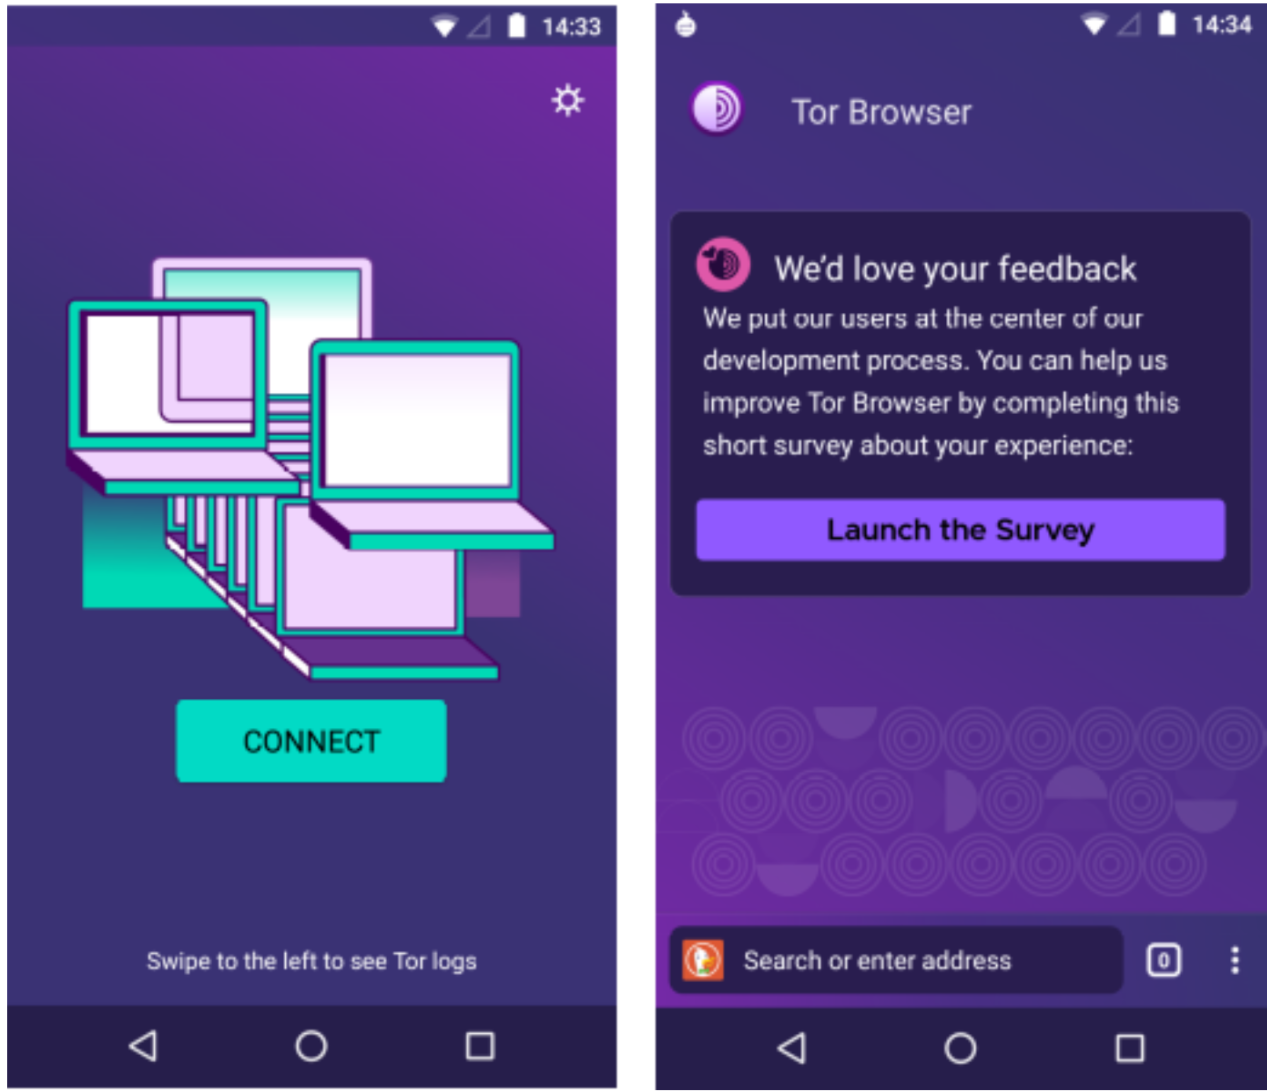 14:33
CONNECT
Swipe to the left to see Tor logs
14:34
Tor Browser
We'd love your feedback
We put our users at the center of our
development process. You can help us
improve Tor Browser by completing this
short survey about your experience:
Launch the Survey
Search or enter address
0